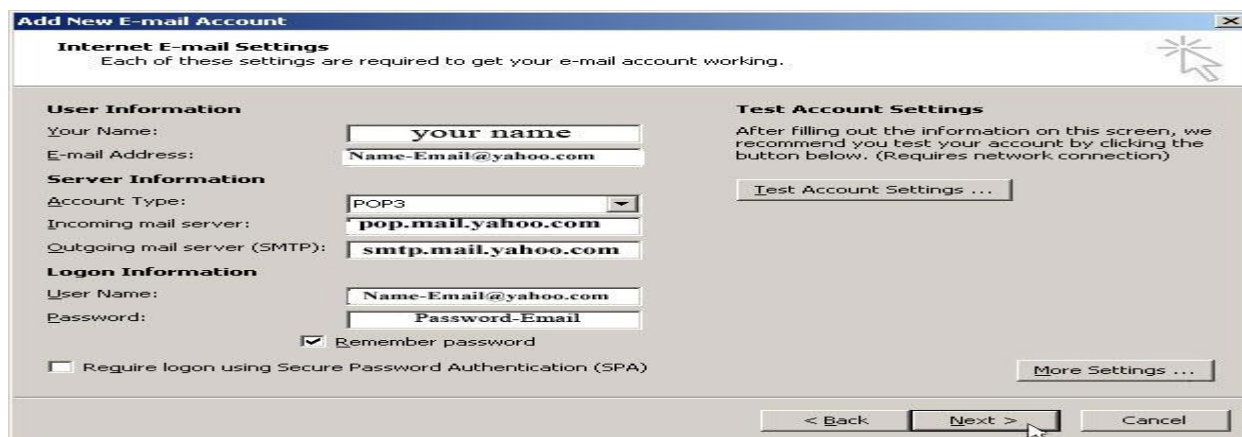 Add New E-mail Account
Internet E-mail Settings
Each of these settings are required to get your e-mail account working.
User Information
Your Name: your name
E-mail Address: Name-Email@yahoo.com
Server Information
Account Type: POP3
Incoming mail server: pop.mail.yahoo.com
Outgoing mail server (SMTP): smtp.mail.yahoo.com
Logon Information
User Name: Name-Email@yahoo.com
Password: Password-Email
Remember password
Require logon using Secure Password Authentication (SPA)
Test Account Settings
After filling out the information on this screen, we
recommend you test your account by clicking the
button below. (Requires network connection)
Test Account Settings ...
More Settings ...
< Back Next > Cancel